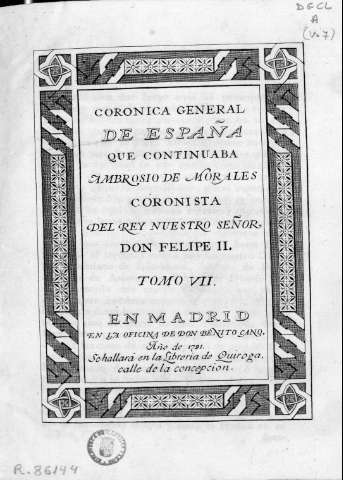 DGCL
A
(v.7)
CORONICA GENERAL
DE ESPAÑA
QUE CONTINUABA
AMBROSIO DE MORALES
CORONISTA
DEL REY NUESTRO SEÑOR,
DON FELIPE II.
TOMO VII.
EN MADRID
EN LA OFICINA DE DON BENITO CANO,
Año de 1791.
Se hallará en la Libreria de Quiroga,
calle de la concepcion.
R.86144